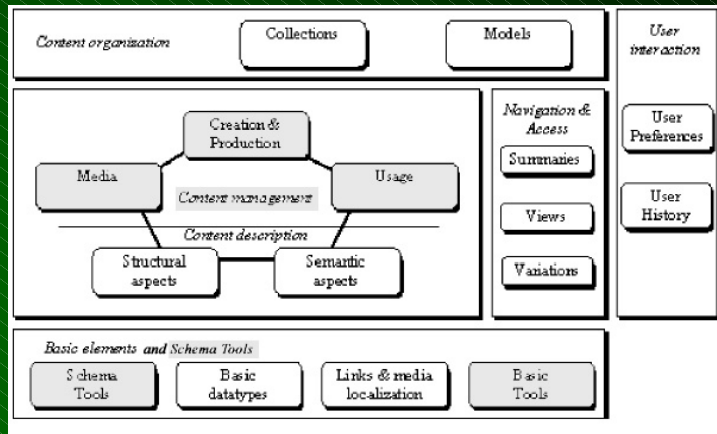 Content organization
Collections
Models
User
interaction
User
Preferences
User
History
Creation &
Production
Media
Usage
Content management
Content description
Structural
aspects
Semantic
aspects
Navigation &
Access
Summaries
Views
Variations
Basic elements and Schema Tools
Schema
Tools
Basic
datatypes
Links & media
localization
Basic
Tools